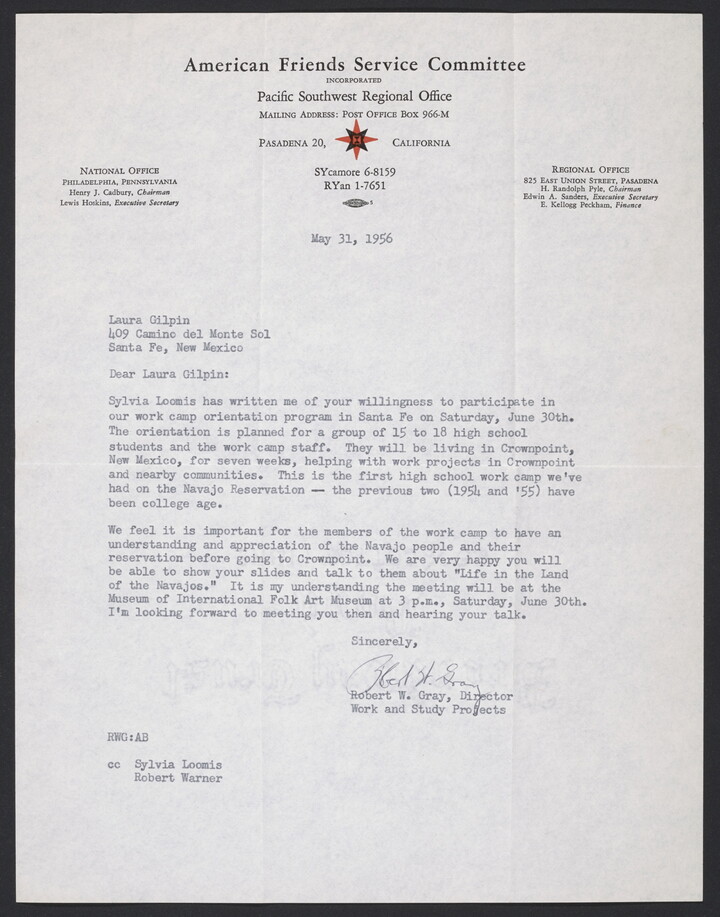 American Friends Service Committee
INCORPORATED
Pacific Southwest Regional Office
MAILING ADDRESS: POST OFFICE BOX 966-M
PASADENA 20, CALIFORNIA
SYcamore 6-8159
RYan 1-7651
NATIONAL OFFICE
PHILADELPHIA, PENNSYLVANIA
Henry J. Cadbury, Chairman
Lewis Hoskins, Executive Secretary
REGIONAL OFFICE
825 EAST UNION STREET, PASADENA
H. Randolph Pyle, Chairman
Edwin A. Sanders, Executive Secretary
E. Kellogg Peckham, Finance
May 31, 1956
Laura Gilpin
409 Camino del Monte Sol
Santa Fe, New Mexico
Dear Laura Gilpin:
Sylvia Loomis has written me of your willingness to participate in
our work camp orientation program in Santa Fe on Saturday, June 30th.
The orientation is planned for a group of 15 to 18 high school
students and the work camp staff. They will be living in Crownpoint,
New Mexico, for seven weeks, helping with work projects in Crownpoint
and nearby communities. This is the first high school work camp we've
had on the Navajo Reservation — the previous two (1954 and '55) have
been college age.
We feel it is important for the members of the work camp to have an
understanding and appreciation of the Navajo people and their
reservation before going to Crownpoint. We are very happy you will
be able to show your slides and talk to them about "Life in the Land
of the Navajos." It is my understanding the meeting will be at the
Museum of International Folk Art Museum at 3 p.m., Saturday, June 30th.
I'm looking forward to meeting you then and hearing your talk.
Sincerely,
Robert W. Gray
Robert W. Gray, Director
Work and Study Projects
RWG:AB
cc Sylvia Loomis
Robert Warner